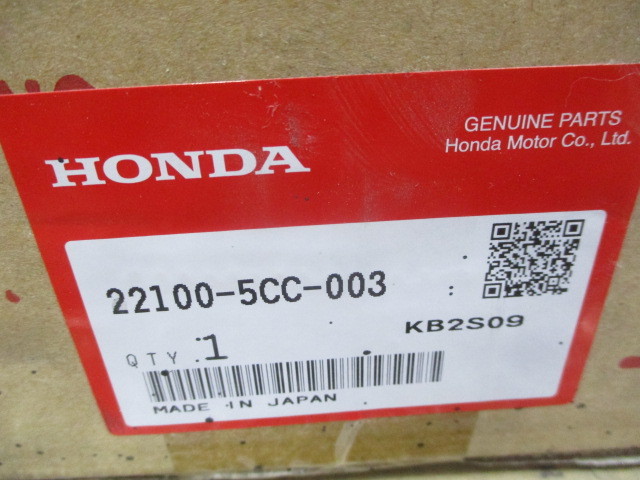 HONDA
GENUINE PARTS
Honda Motor Co., Ltd.
22100-5CC-003
KB2S09
QTY 1
MADE IN JAPAN